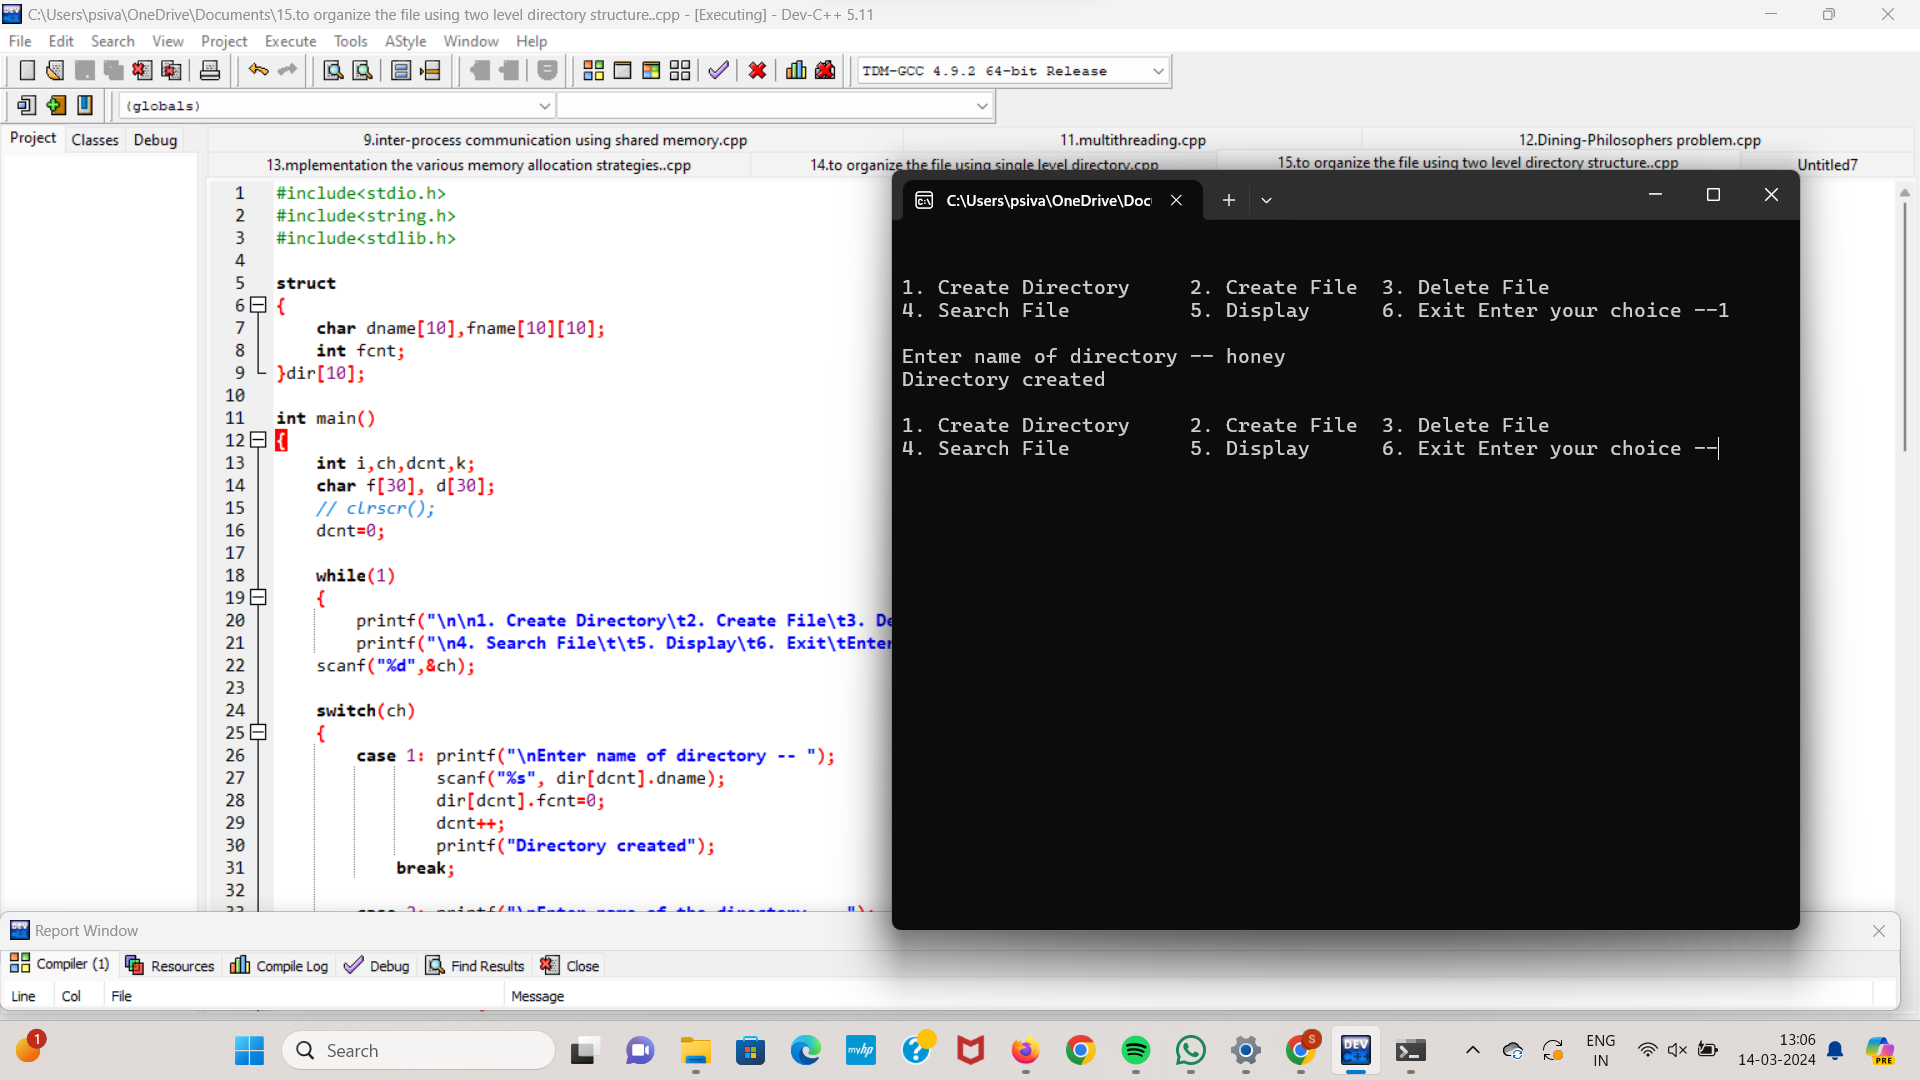 C:\Users\psiva\OneDrive\Documents\15.to organize the file using two level directory structure..cpp - [Executing] - Dev-C++ 5.11
File Edit Search View Project Execute Tools AStyle Window Help
TDM-GCC 4.9.2 64-bit Release
(globals)
Project Classes Debug
9.inter-process communication using shared memory.cpp 11.multithreading.cpp 12.Dining-Philosophers problem.cpp
13.mplementation the various memory allocation strategies..cpp 14.to organize the file using single level directory.cpp 15.to organize the file using two level directory structure..cpp Untitled7
1 #include<stdio.h>
2 #include<string.h>
3 #include<stdlib.h>
4
5 struct
6 {
7 char dname[10],fname[10][10];
8 int fcnt;
9 }dir[10];
10
11 int main()
12 {
13 int i,ch,dcnt,k;
14 char f[30], d[30];
15 // clrscr();
16 dcnt=0;
17
18 while(1)
19 {
20 printf("\n\n1. Create Directory\t2. Create File\t3. De
21 printf("\n4. Search File\t\t5. Display\t6. Exit\tEnter
22 scanf("%d",&ch);
23
24 switch(ch)
25 {
26 case 1: printf("\nEnter name of directory -- ");
27 scanf("%s", dir[dcnt].dname);
28 dir[dcnt].fcnt=0;
29 dcnt++;
30 printf("Directory created");
31 break;
32
33 case 2: printf("\nEnter name of the directory -- ");
C:\Users\psiva\OneDrive\Doc
1. Create Directory 2. Create File 3. Delete File
4. Search File 5. Display 6. Exit Enter your choice --1
Enter name of directory -- honey
Directory created
1. Create Directory 2. Create File 3. Delete File
4. Search File 5. Display 6. Exit Enter your choice --
Report Window
Compiler (1) Resources Compile Log Debug Find Results Close
Line Col File Message
1
Search
myhp
?
S
DEV
ENG
IN
13:06
14-03-2024
PRE